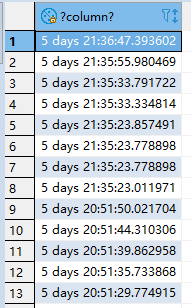 ?column?
1 5 days 21:36:47.393602
2 5 days 21:35:55.980469
3 5 days 21:35:33.791722
4 5 days 21:35:33.334814
5 5 days 21:35:23.857491
6 5 days 21:35:23.778898
7 5 days 21:35:23.778898
8 5 days 21:35:23.011971
9 5 days 20:51:50.021704
10 5 days 20:51:44.310306
11 5 days 20:51:39.862958
12 5 days 20:51:35.733868
13 5 days 20:51:29.774915